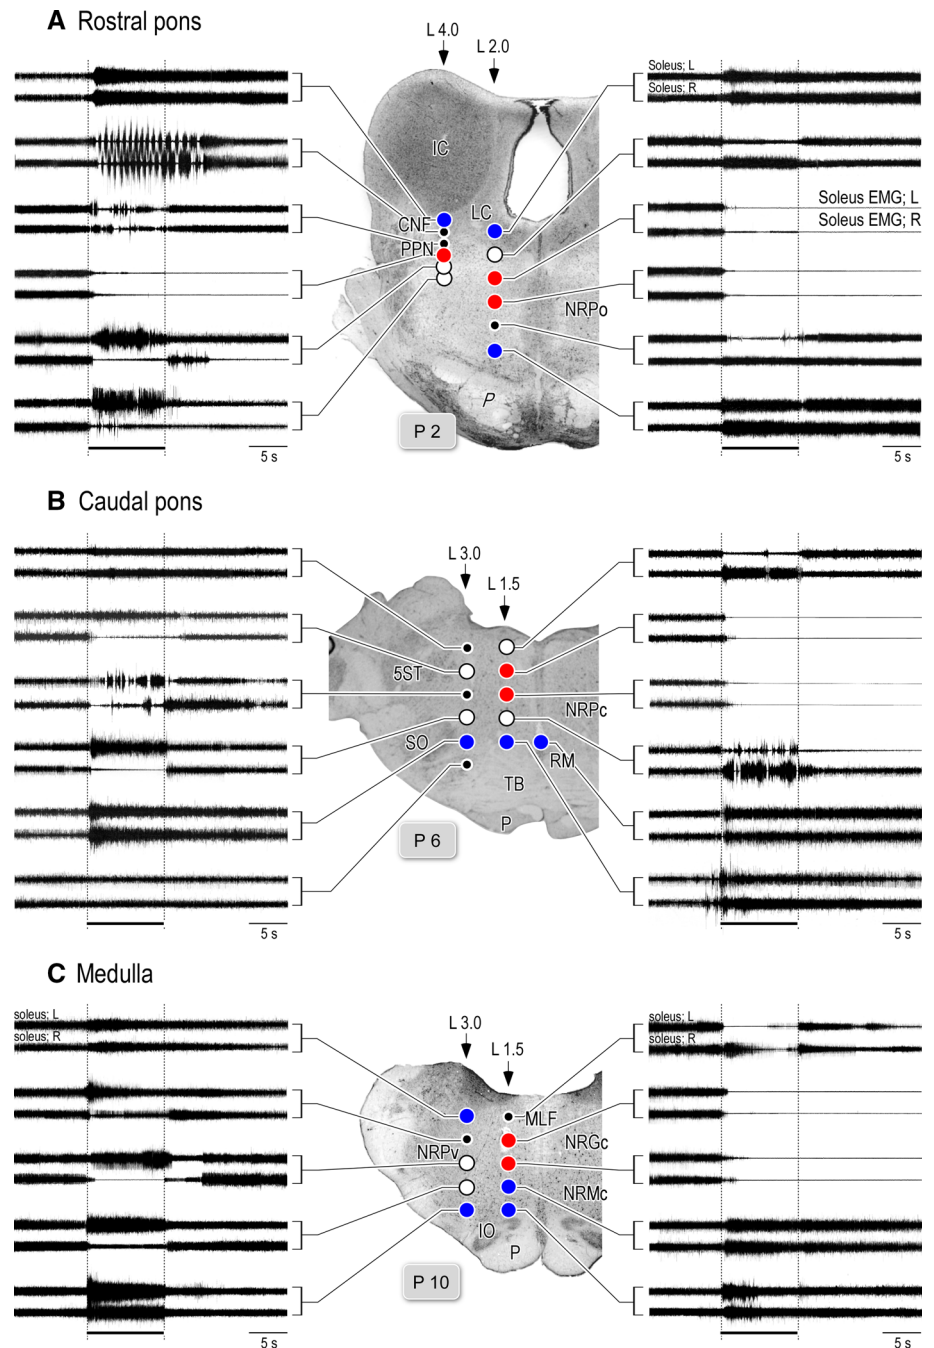 A Rostral pons
L 4.0
L 2.0
Soleus; L
Soleus; R
IC
LC
CNF
PPN
Soleus EMG; L
Soleus EMG; R
NRPo
P
P 2
5 s
5 s
B Caudal pons
L 3.0
L 1.5
5ST
NRPc
SO
RM
TB
P
P 6
5 s
5 s
C Medulla
soleus; L
soleus; R
L 3.0
L 1.5
soleus; L
soleus; R
MLF
NRGc
NRPv
NRMc
IO
P
P 10
5 s
5 s